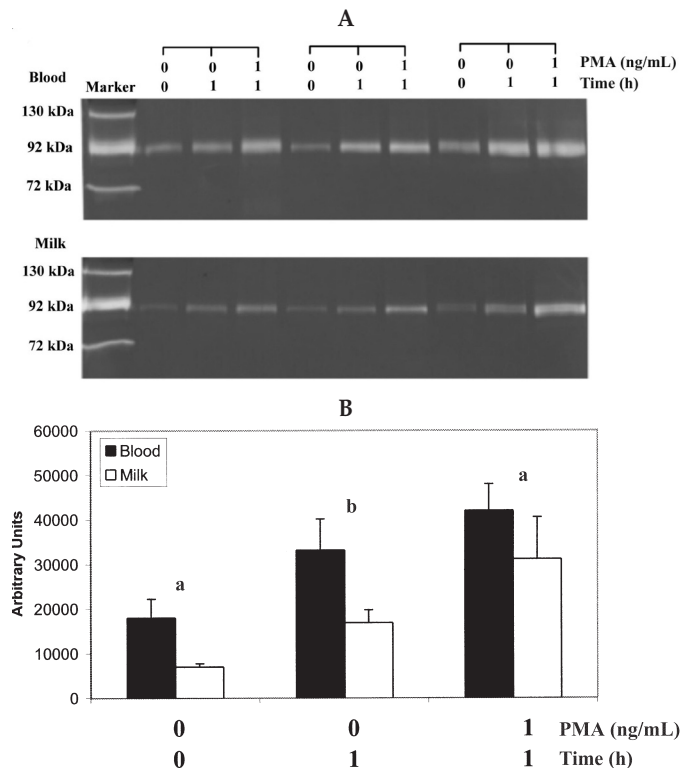 A
0 0 1 0 0 1 0 0 1 PMA (ng/mL)
Blood Marker 0 1 1 0 1 1 0 1 1 Time (h)
130 kDa
92 kDa
72 kDa
Milk
130 kDa
92 kDa
72 kDa
B
60000
50000
40000
30000
20000
10000
0
Arbitrary Units
Blood
Milk
a
b
a
0 0 1 PMA (ng/mL)
0 1 1 Time (h)